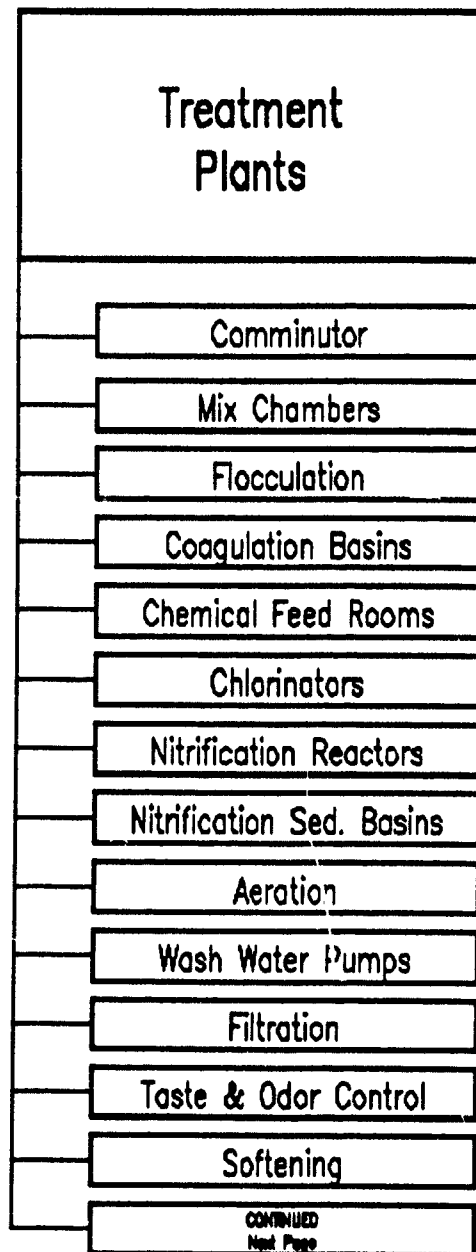 Treatment
Plants
Comminutor
Mix Chambers
Flocculation
Coagulation Basins
Chemical Feed Rooms
Chlorinators
Nitrification Reactors
Nitrification Sed. Basins
Aeration
Wash Water Pumps
Filtration
Taste & Odor Control
Softening
CONTINUED
Next Page